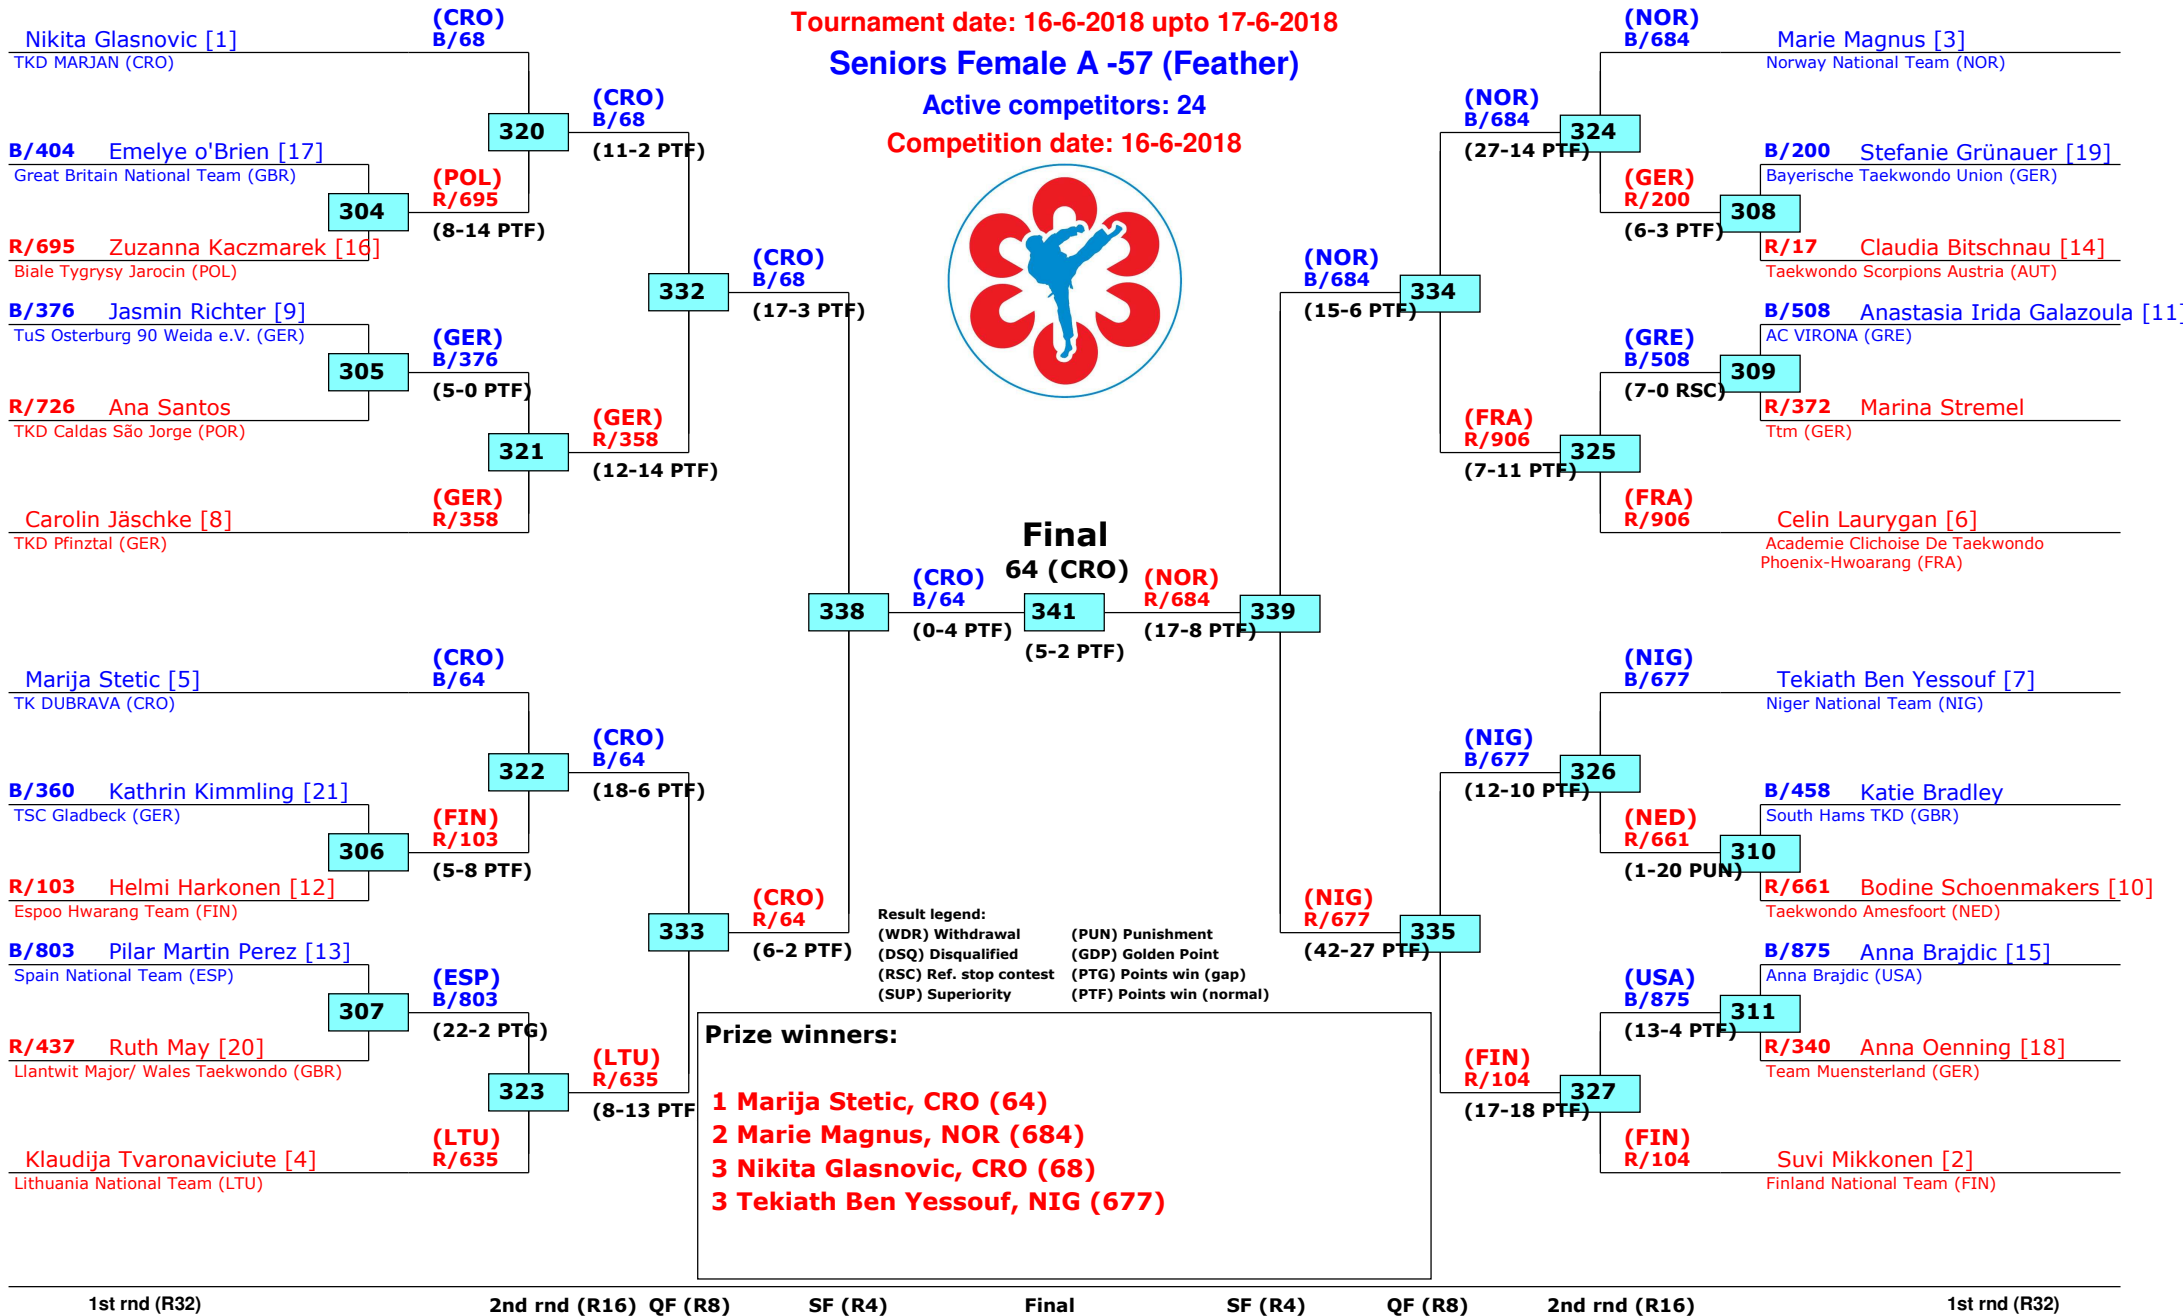 Tournament date: 16-6-2018 upto 17-6-2018
Seniors Female A -57 (Feather)
Active competitors: 24
Competition date: 16-6-2018
Nikita Glasnovic [1]
TKD MARJAN (CRO)
(CRO)
B/68
B/404 Emelye o'Brien [17]
Great Britain National Team (GBR)
304
R/695 Zuzanna Kaczmarek [16]
Biale Tygrysy Jarocin (POL)
(POL)
R/695
(8-14 PTF)
320
(CRO)
B/68
(11-2 PTF)
B/376 Jasmin Richter [9]
TuS Osterburg 90 Weida e.V. (GER)
305
R/726 Ana Santos
TKD Caldas São Jorge (POR)
(GER)
B/376
(5-0 PTF)
321
Carolin Jäschke [8]
TKD Pfinztal (GER)
(GER)
R/358
(GER)
R/358
(12-14 PTF)
332
(CRO)
B/68
(17-3 PTF)
Marija Stetic [5]
TK DUBRAVA (CRO)
(CRO)
B/64
B/360 Kathrin Kimmling [21]
TSC Gladbeck (GER)
306
R/103 Helmi Harkonen [12]
Espoo Hwarang Team (FIN)
(FIN)
R/103
(5-8 PTF)
322
(CRO)
B/64
(18-6 PTF)
B/803 Pilar Martin Perez [13]
Spain National Team (ESP)
307
R/437 Ruth May [20]
Llantwit Major/ Wales Taekwondo (GBR)
(ESP)
B/803
(22-2 PTG)
323
Klaudija Tvaronaviciute [4]
Lithuania National Team (LTU)
(LTU)
R/635
(LTU)
R/635
(8-13 PTF
333
(CRO)
R/64
(6-2 PTF)
338
(CRO)
B/64
(0-4 PTF)
Final
64 (CRO)
341
(5-2 PTF)
(NOR)
R/684
(17-8 PTF)
339
(NOR)
B/684
(15-6 PTF)
334
(NOR)
B/684
(27-14 PTF)
324
(NOR)
B/684
Marie Magnus [3]
Norway National Team (NOR)
B/200 Stefanie Grünauer [19]
Bayerische Taekwondo Union (GER)
(GER)
R/200
(6-3 PTF)
308
R/17 Claudia Bitschnau [14]
Taekwondo Scorpions Austria (AUT)
B/508 Anastasia Irida Galazoula [11]
AC VIRONA (GRE)
(GRE)
B/508
(7-0 RSC)
309
R/372 Marina Stremel
Ttm (GER)
(FRA)
R/906
(7-11 PTF)
325
(FRA)
R/906
Celin Laurygan [6]
Academie Clichoise De Taekwondo
Phoenix-Hwoarang (FRA)
(NIG)
B/677
Tekiath Ben Yessouf [7]
Niger National Team (NIG)
(NIG)
B/677
(12-10 PTF)
326
B/458 Katie Bradley
South Hams TKD (GBR)
(NED)
R/661
(1-20 PUN)
310
R/661 Bodine Schoenmakers [10]
Taekwondo Amesfoort (NED)
(NIG)
R/677
(42-27 PTF)
335
B/875 Anna Brajdic [15]
Anna Brajdic (USA)
(USA)
B/875
(13-4 PTF)
311
R/340 Anna Oenning [18]
Team Muensterland (GER)
(FIN)
R/104
(17-18 PTF)
327
(FIN)
R/104
Suvi Mikkonen [2]
Finland National Team (FIN)
Result legend:
(WDR) Withdrawal (PUN) Punishment
(DSQ) Disqualified (GDP) Golden Point
(RSC) Ref. stop contest (PTG) Points win (gap)
(SUP) Superiority (PTF) Points win (normal)
Prize winners:
1 Marija Stetic, CRO (64)
2 Marie Magnus, NOR (684)
3 Nikita Glasnovic, CRO (68)
3 Tekiath Ben Yessouf, NIG (677)
1st rnd (R32) 2nd rnd (R16) QF (R8) SF (R4) Final SF (R4) QF (R8) 2nd rnd (R16) 1st rnd (R32)